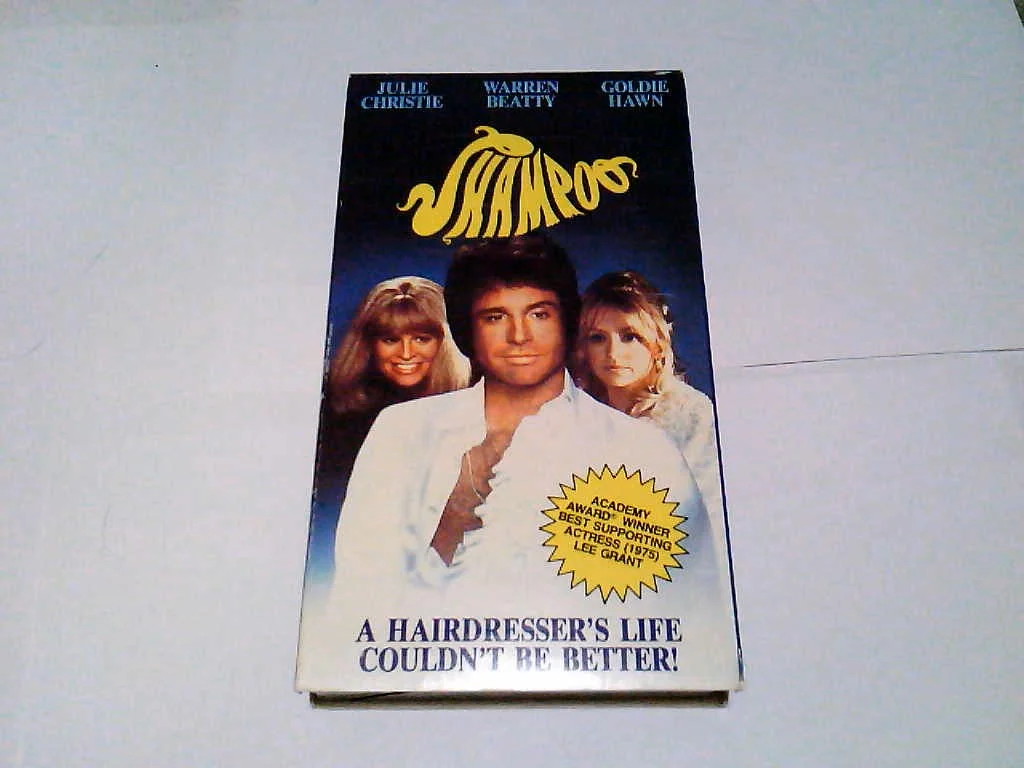 JULIE WARREN GOLDIE
CHRISTIE BEATTY HAWN
SHAMPOO
ACADEMY
AWARD® WINNER
BEST SUPPORTING
ACTRESS (1975)
LEE GRANT
A HAIRDRESSER'S LIFE
COULDN'T BE BETTER!